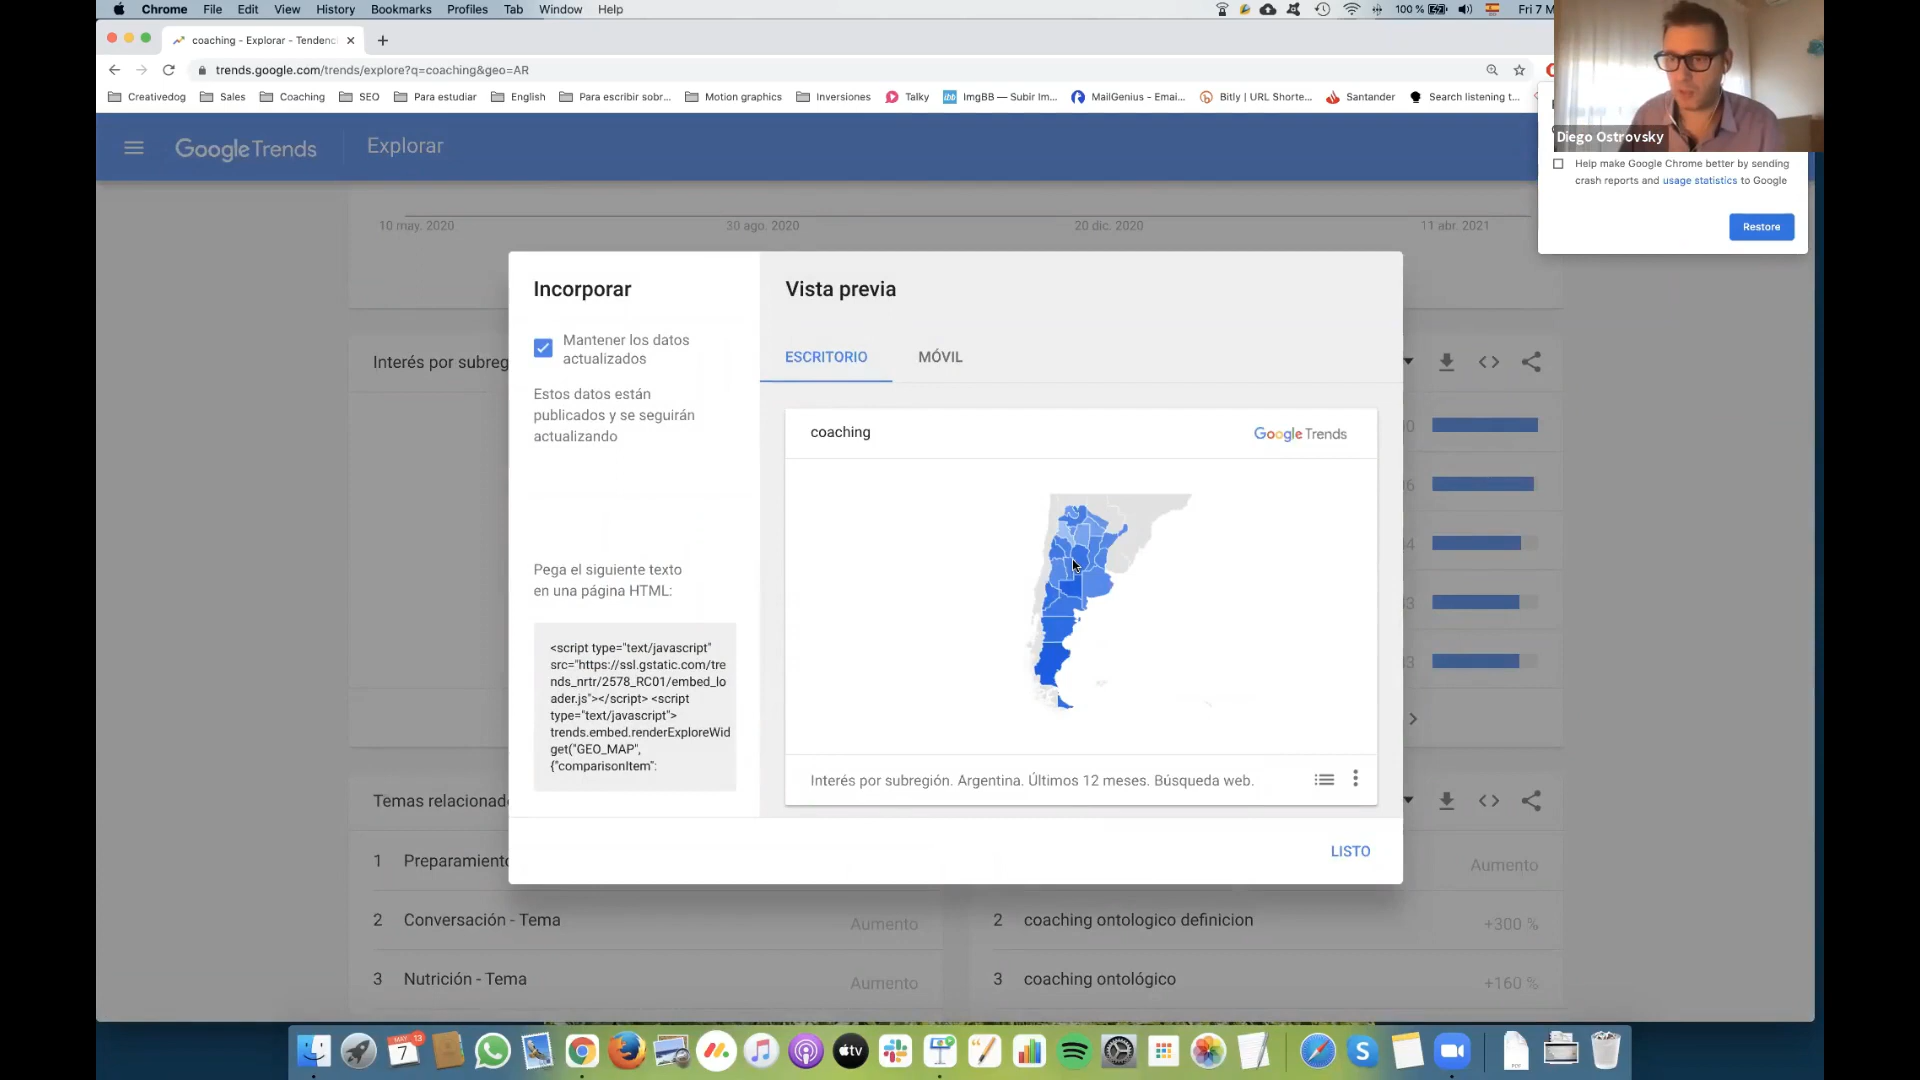 Chrome File Edit View History Bookmarks Profiles Tab Window Help 100 % Fri 7 M
coaching - Explorar - Tendenc
trends.google.com/trends/explore?q=coaching&geo=AR
Creativedog Sales Coaching SEO Para estudiar English Para escribir sobr... Motion graphics Inversiones Talky ImgBB — Subir Im... MailGenius - Emai... Bitly | URL Shorte... Santander Search listening t...
Diego Ostrovsky
Help make Google Chrome better by sending
crash reports and usage statistics to Google
Restore
Google Trends Explorar
10 may. 2020 30 ago. 2020 20 dic. 2020 11 abr. 2021
Interés por subreg
Incorporar
Mantener los datos
actualizados
Estos datos están
publicados y se seguirán
actualizando
Pega el siguiente texto
en una página HTML:
<script type="text/javascript"
src="https://ssl.gstatic.com/tre
nds_nrtr/2578_RC01/embed_lo
ader.js"></script> <script
type="text/javascript">
trends.embed.renderExploreWid
get("GEO_MAP",
{"comparisonItem":
Vista previa
ESCRITORIO MÓVIL
coaching Google Trends
Interés por subregión. Argentina. Últimos 12 meses. Búsqueda web.
LISTO
Temas relacionad
1 Preparamiento
Aumento
2 Conversación - Tema Aumento
2 coaching ontologico definicion +300 %
3 Nutrición - Tema Aumento
3 coaching ontológico +160 %